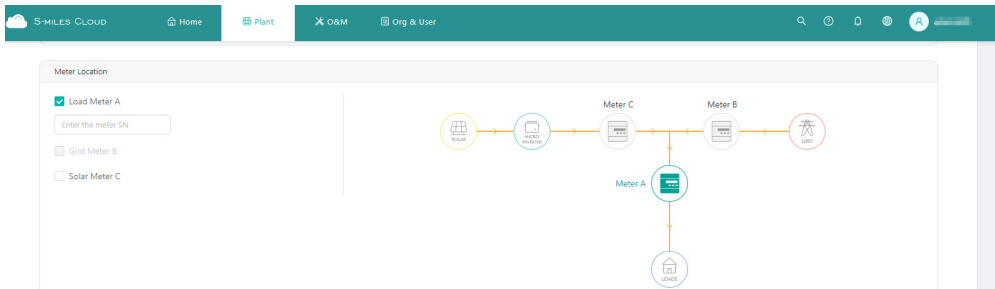 S-MILES CLOUD
Home
Plant
O&M
Org & User
Meter Location
Load Meter A
Enter the meter SN
Grid Meter B
Solar Meter C
Meter C
Meter B
SOLAR
MICRO
INVERTER
GRID
Meter A
LOADS